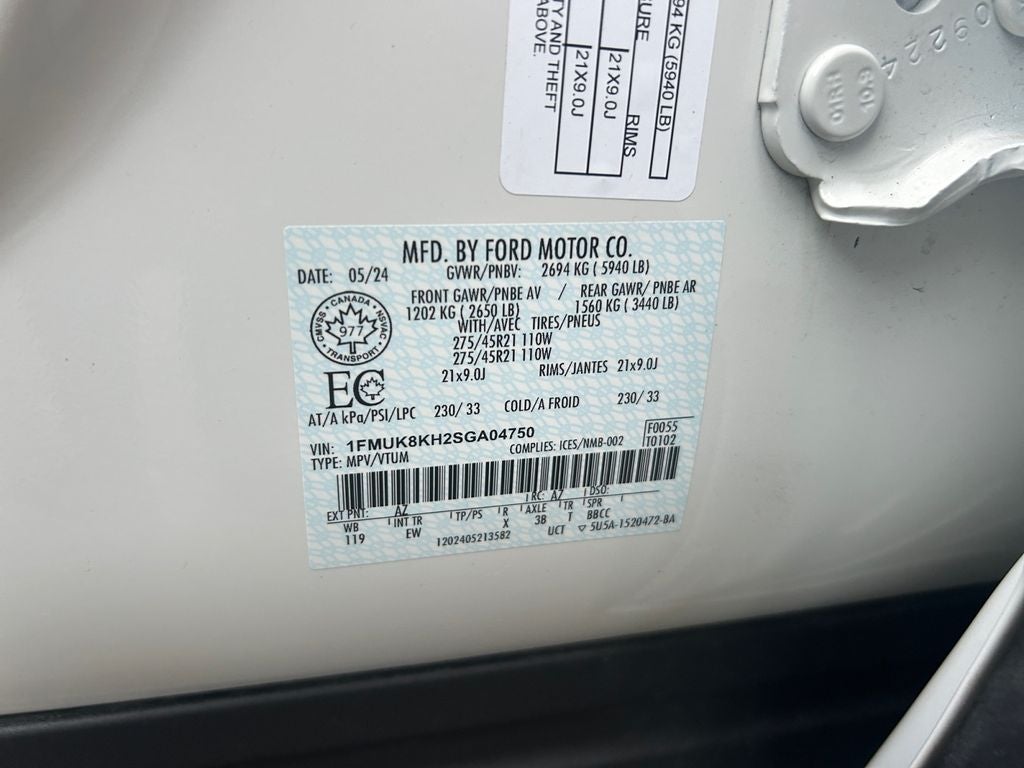 94 KG (5940 LB)
URE
RIMS
21X9.0J
21X9.0J
TY AND THEFT
ABOVE.
09224
MFD. BY FORD MOTOR CO.
DATE: 05/24 GVWR/PNBV: 2694 KG ( 5940 LB)
FRONT GAWR/PNBE AV / REAR GAWR/ PNBE AR
1202 KG ( 2650 LB) 1560 KG ( 3440 LB)
WITH/AVEC TIRES/PNEUS
275/45R21 110W
275/45R21 110W
21x9.0J RIMS/JANTES 21x9.0J
CANADA
CMVSS NSVAC
977
TRANSPORT
EC
AT/A kPa/PSI/LPC 230/ 33 COLD/A FROID 230/ 33
VIN: 1FMUK8KH2SGA04750 F0055
TYPE: MPV/VTUM COMPLIES: ICES/NMB-002 T0102
EXT PNT: AZ RC: AZ DSO:
WB INT TR TP/PS R AXLE TR SPR
119 EW X 3B T BBCC
1202405213582 UCT 5U5A-1520472-BA